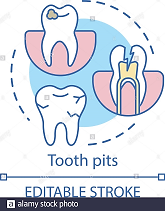 Tooth pits
EDITABLE STROKE
alamy stock photo